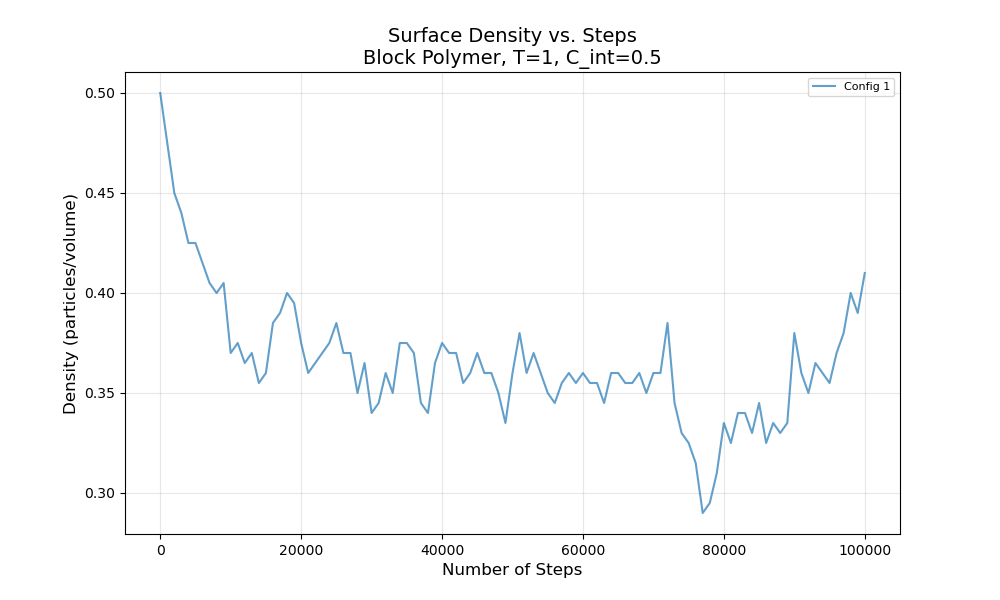 Surface Density vs. Steps
Block Polymer, T=1, C_int=0.5
Config 1
Density (particles/volume)
0.50
0.45
0.40
0.35
0.30
0
20000
40000
60000
80000
100000
Number of Steps